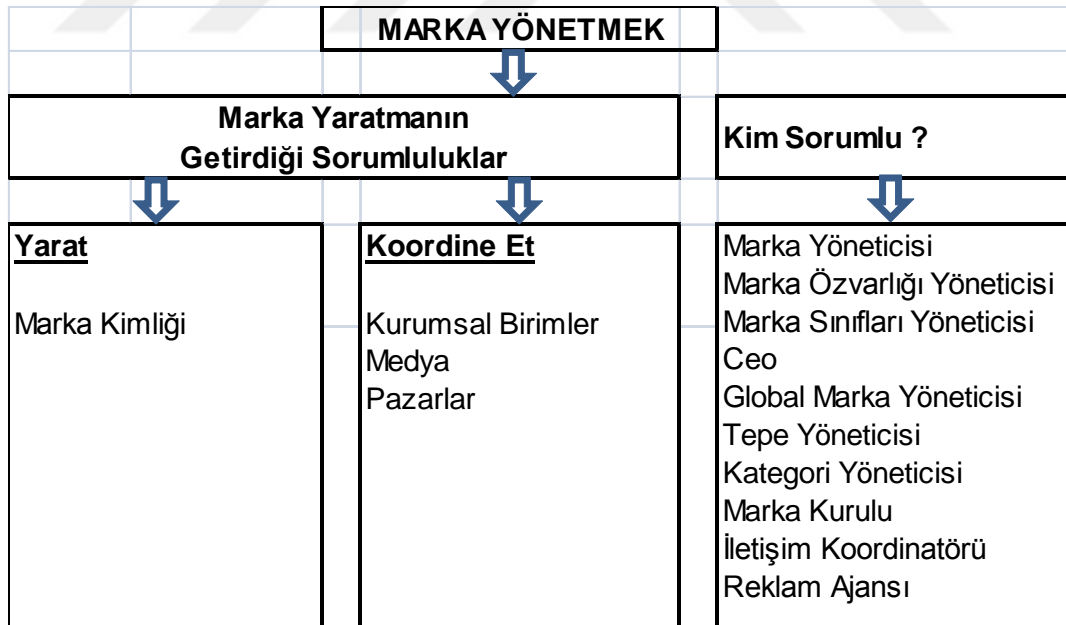 MARKA YÖNETMEK
Marka Yaratmanın
Getirdiği Sorumluluklar
Kim Sorumlu ?
Yarat
Marka Kimliği
Koordine Et
Kurumsal Birimler
Medya
Pazarlar
Marka Yöneticisi
Marka Özvarlığı Yöneticisi
Marka Sınıfları Yöneticisi
Ceo
Global Marka Yöneticisi
Tepe Yöneticisi
Kategori Yöneticisi
Marka Kurulu
İletişim Koordinatörü
Reklam Ajansı